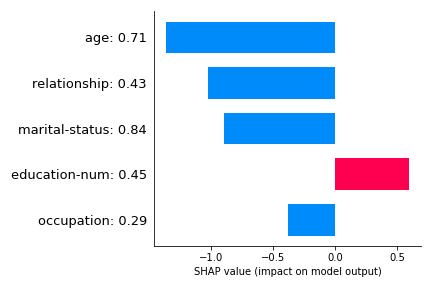 age: 0.71
relationship: 0.43
marital-status: 0.84
education-num: 0.45
occupation: 0.29
−1.0 −0.5 0.0 0.5
SHAP value (impact on model output)